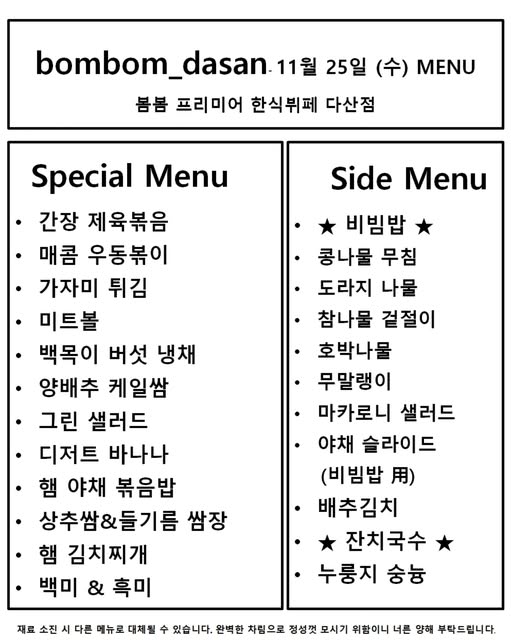 bombom_dasan- 11월 25일 (수) MENU
봄봄 프리미어 한식뷔페 다산점
Special Menu
• 간장 제육볶음
• 매콤 우동볶이
• 가자미 튀김
• 미트볼
• 백목이 버섯 냉채
• 양배추 케일쌈
• 그린 샐러드
• 디저트 바나나
• 햄 야채 볶음밥
• 상추쌈&들기름 쌈장
• 햄 김치찌개
• 백미 & 흑미
Side Menu
• ★ 비빔밥 ★
• 콩나물 무침
• 도라지 나물
• 참나물 겉절이
• 호박나물
• 무말랭이
• 마카로니 샐러드
• 야채 슬라이드
(비빔밥 用)
• 배추김치
• ★ 잔치국수 ★
• 누룽지 숭늉
재료 소진 시 다른 메뉴로 대체될 수 있습니다. 완벽한 차림으로 정성껏 모시기 위함이니 너른 양해 부탁드립니다.